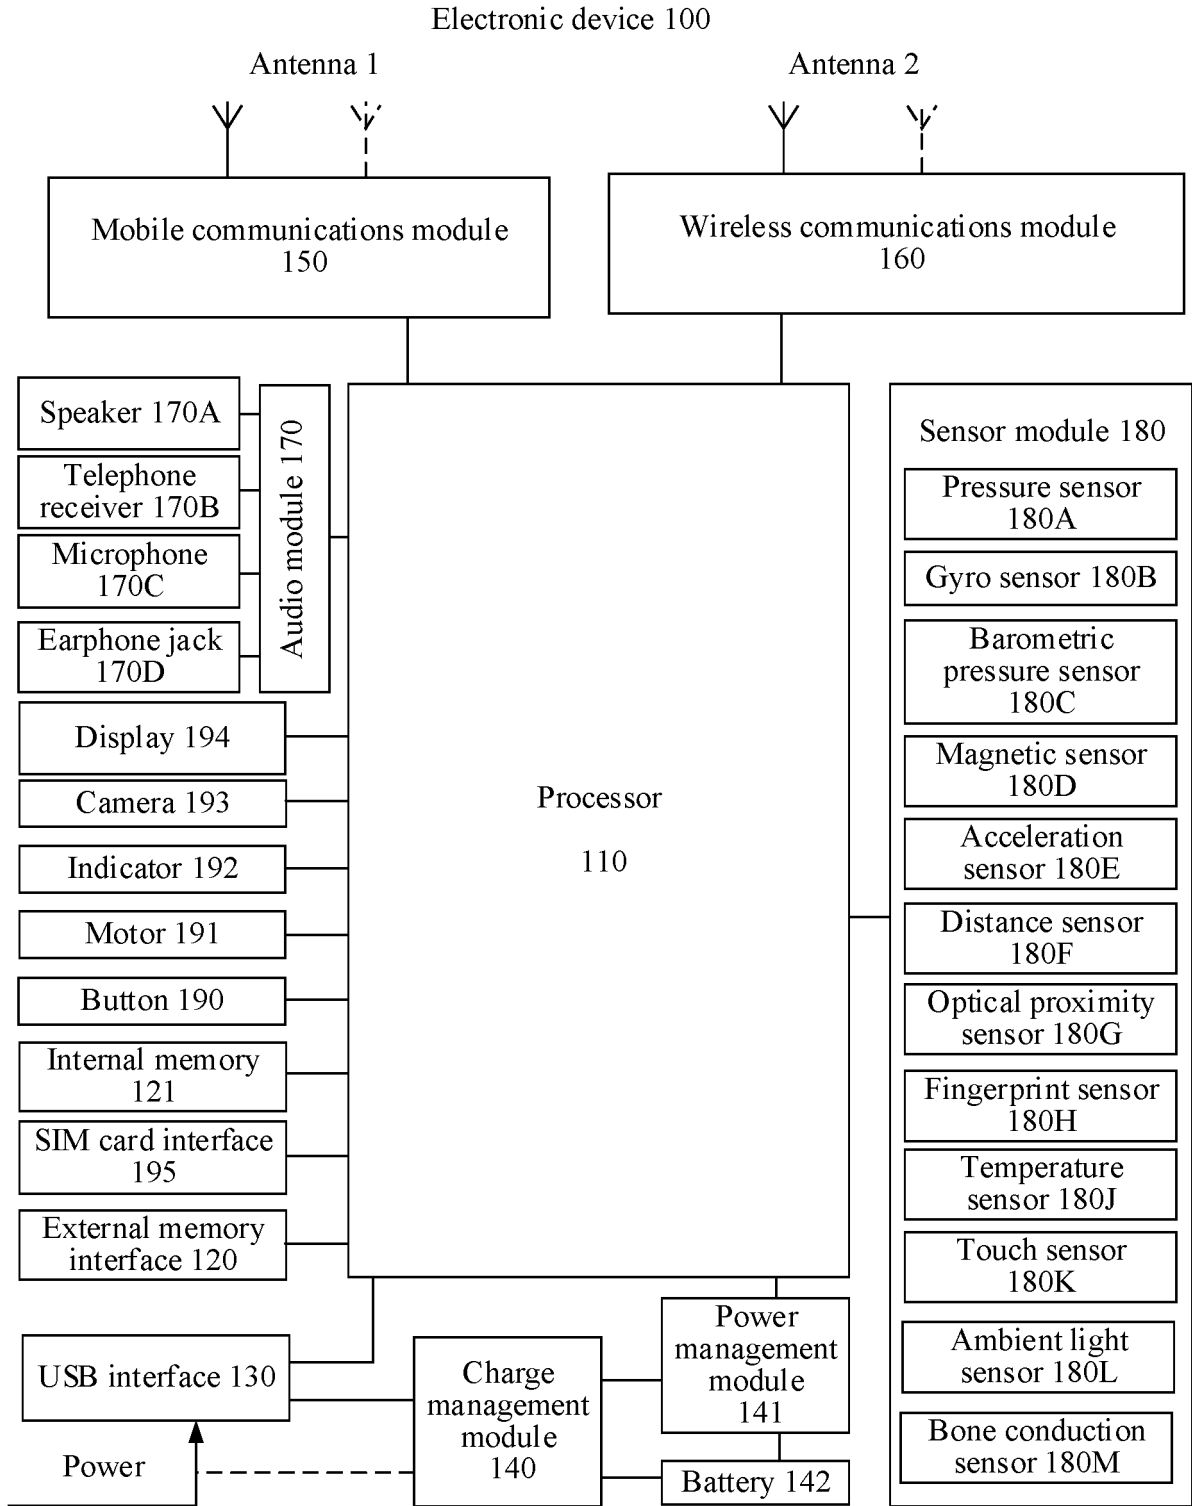 Electronic device 100
Antenna 1
Antenna 2
Mobile communications module
150
Wireless communications module
160
Speaker 170A
Telephone
receiver 170B
Microphone
170C
Earphone jack
170D
Audio module 170
Display 194
Camera 193
Indicator 192
Motor 191
Button 190
Internal memory
121
SIM card interface
195
External memory
interface 120
USB interface 130
Power
Processor
110
Charge
management
module
140
Power
management
module
141
Battery 142
Sensor module 180
Pressure sensor
180A
Gyro sensor 180B
Barometric
pressure sensor
180C
Magnetic sensor
180D
Acceleration
sensor 180E
Distance sensor
180F
Optical proximity
sensor 180G
Fingerprint sensor
180H
Temperature
sensor 180J
Touch sensor
180K
Ambient light
sensor 180L
Bone conduction
sensor 180M